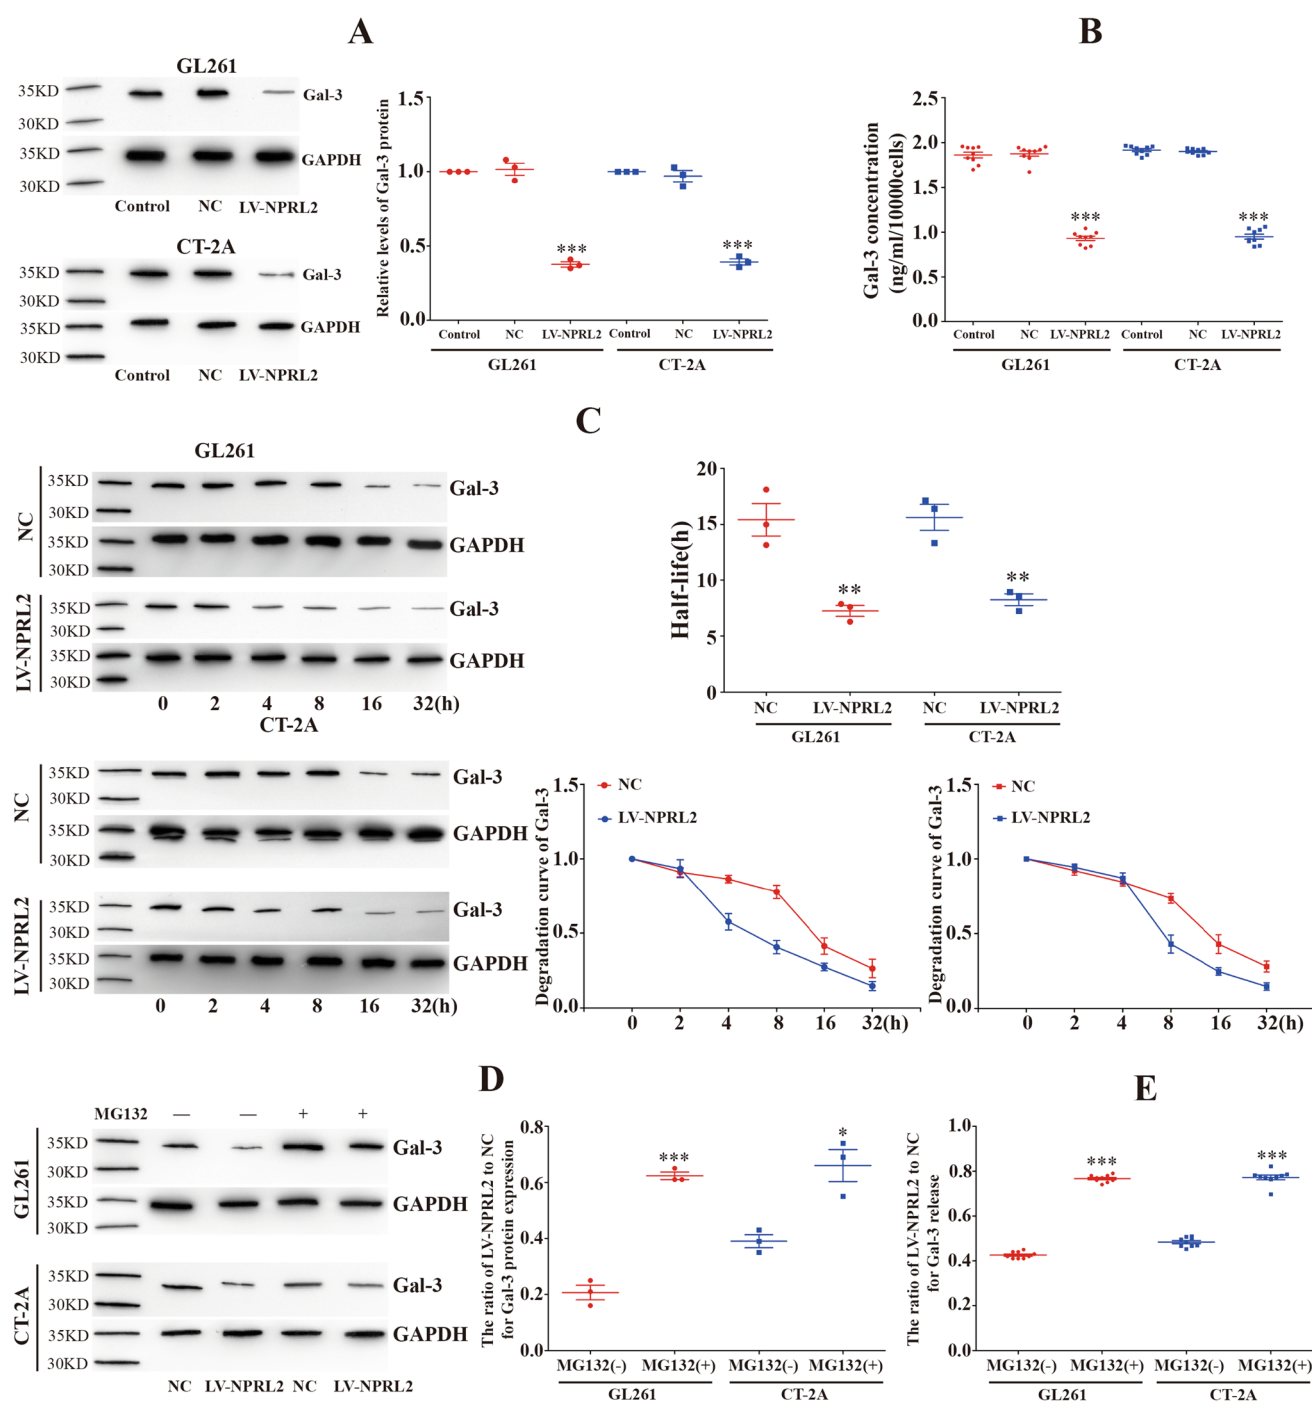 A
GL261
35KD
30KD
Gal-3
35KD
30KD
GAPDH
Control NC LV-NPRL2
CT-2A
35KD
30KD
Gal-3
35KD
30KD
GAPDH
Control NC LV-NPRL2
Relative levels of Gal-3 protein
1.5
1.0
0.5
0.0
***
***
Control NC LV-NPRL2 Control NC LV-NPRL2
GL261 CT-2A
B
Gal-3 concentration
(ng/ml/10000cells)
2.5
2.0
1.5
1.0
0.5
0.0
***
***
Control NC LV-NPRL2 Control NC LV-NPRL2
GL261 CT-2A
C
GL261
NC
35KD
30KD
Gal-3
35KD
30KD
GAPDH
LV-NPRL2
35KD
30KD
Gal-3
35KD
30KD
GAPDH
0 2 4 8 16 32(h)
CT-2A
NC
35KD
30KD
Gal-3
35KD
30KD
GAPDH
LV-NPRL2
35KD
30KD
Gal-3
35KD
30KD
GAPDH
0 2 4 8 16 32(h)
Half-life(h)
20
15
10
5
0
**
**
NC LV-NPRL2 NC LV-NPRL2
GL261 CT-2A
Degradation curve of Gal-3
1.5
1.0
0.5
0.0
NC
LV-NPRL2
0 2 4 8 16 32(h)
Degradation curve of Gal-3
1.5
1.0
0.5
0.0
NC
LV-NPRL2
0 2 4 8 16 32(h)
D
MG132 — — + +
GL261
35KD
30KD
Gal-3
35KD
30KD
GAPDH
CT-2A
35KD
30KD
Gal-3
35KD
30KD
GAPDH
NC LV-NPRL2 NC LV-NPRL2
The ratio of LV-NPRL2 to NC
for Gal-3 protein expression
0.8
0.6
0.4
0.2
0.0
***
*
MG132(-) MG132(+) MG132(-) MG132(+)
GL261 CT-2A
E
The ratio of LV-NPRL2 to NC
for Gal-3 release
1.0
0.8
0.6
0.4
0.2
0.0
***
***
MG132(-) MG132(+) MG132(-) MG132(+)
GL261 CT-2A